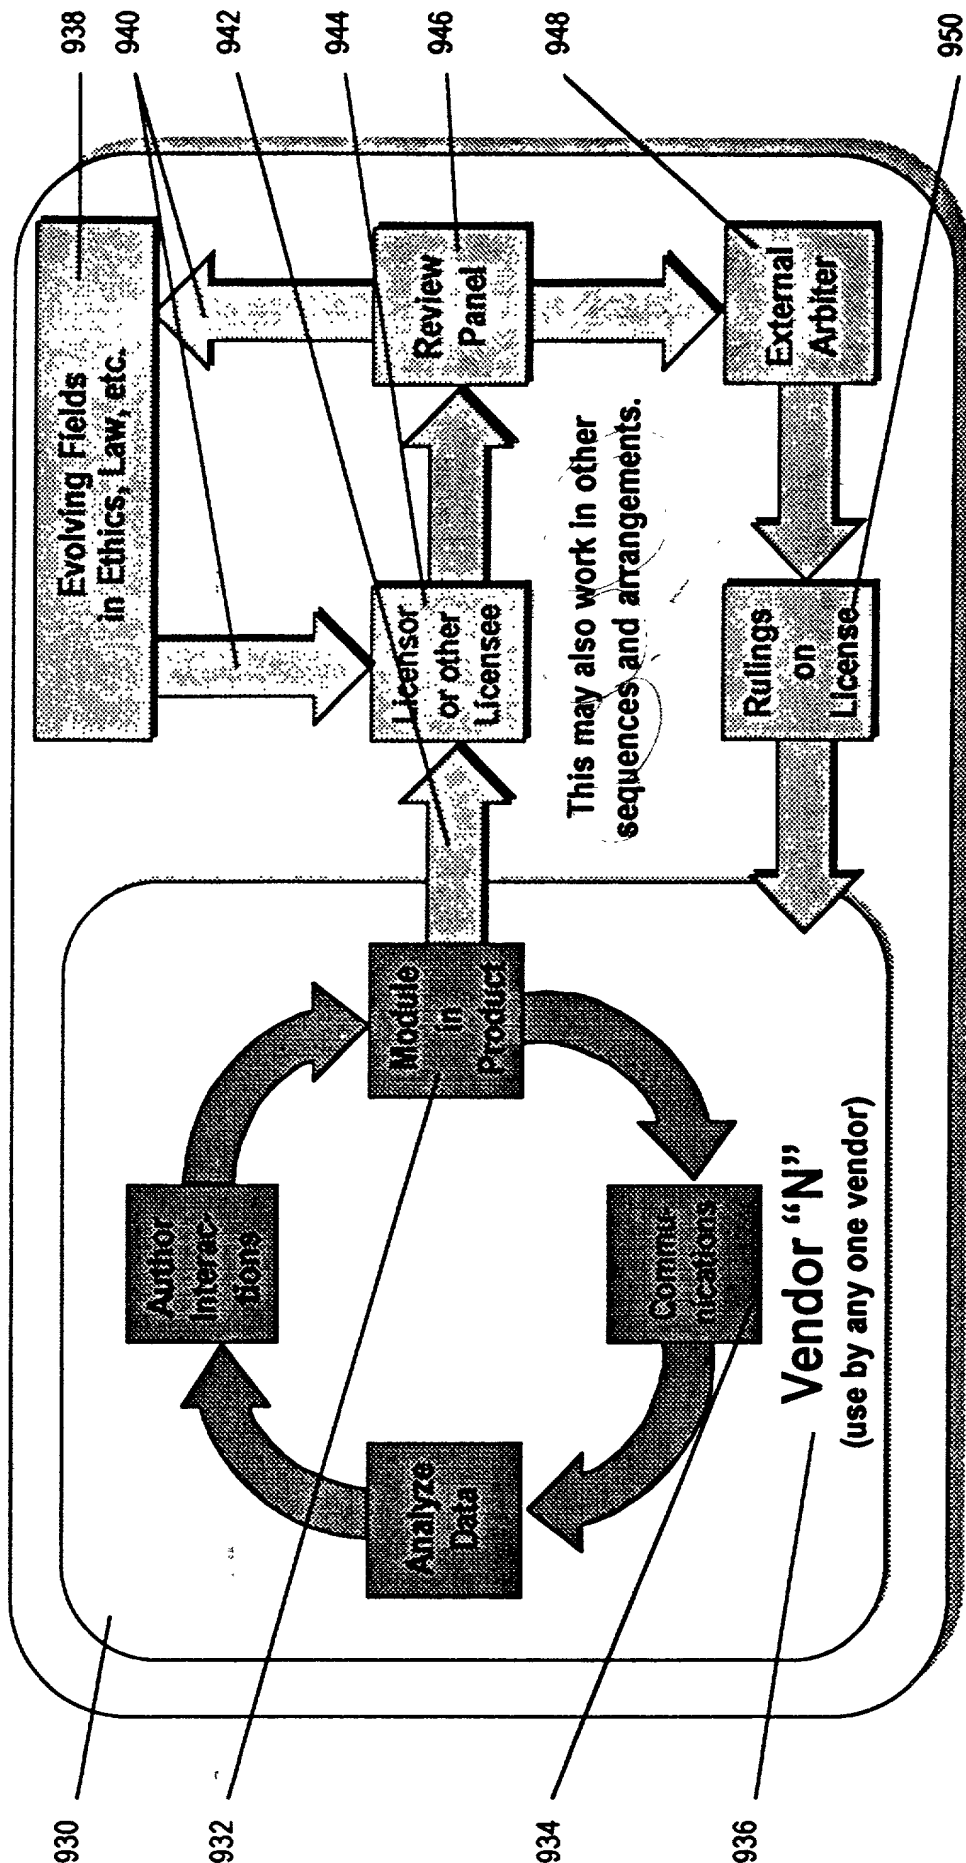 938
940
942
944
946
948
950
Evolving Fields
in Ethics, Law, etc.
Author
Interac-
tions
Module
in
Product
Licensor
or other
Licensee
Review
Panel
Analyze
Data
Commu-
nications
This may also work in other
sequences and arrangements.
Rulings
on
License
External
Arbiter
Vendor “N”
(use by any one vendor)
930
932
934
936